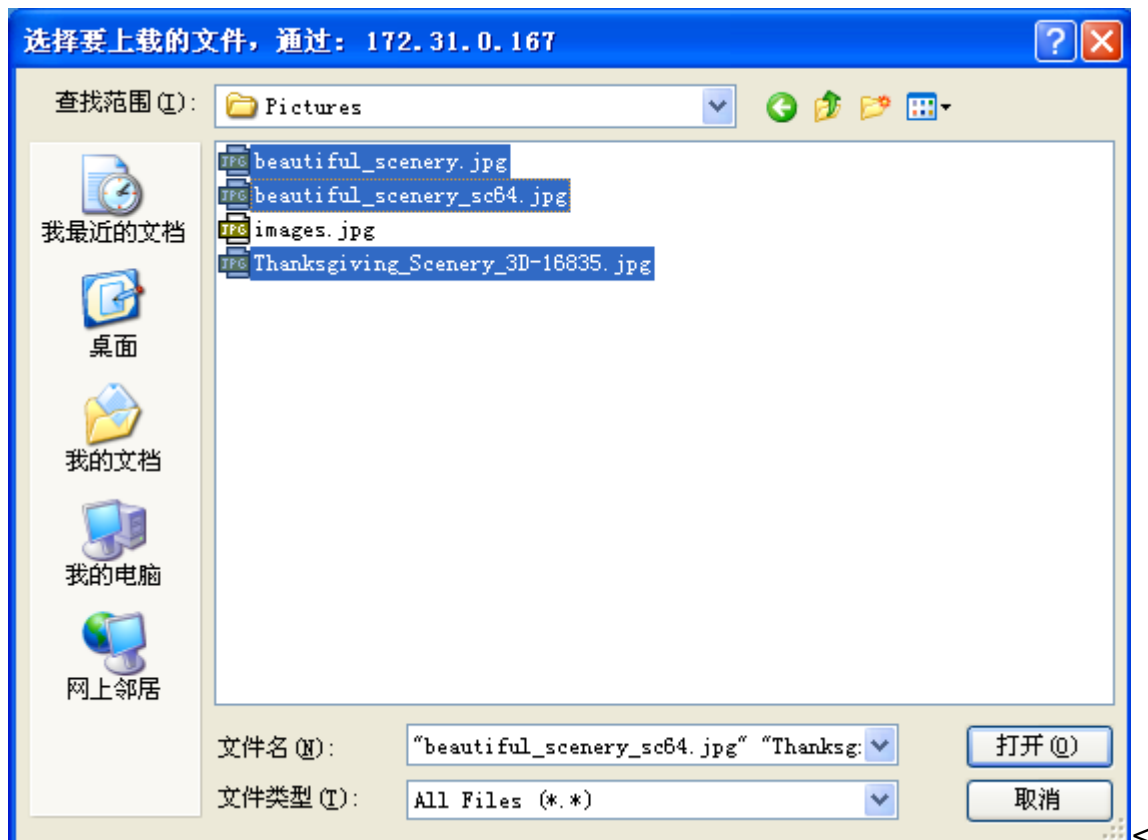 选择要上载的文件，通过：172.31.0.167
查找范围(I):
Pictures
beautiful_scenery.jpg
beautiful_scenery_sc64.jpg
images.jpg
Thanksgiving_Scenery_3D-16835.jpg
我最近的文档
桌面
我的文档
我的电脑
网上邻居
文件名(N):
"beautiful_scenery_sc64.jpg" "Thanksg
打开(O)
文件类型(T):
All Files (*.*)
取消
<